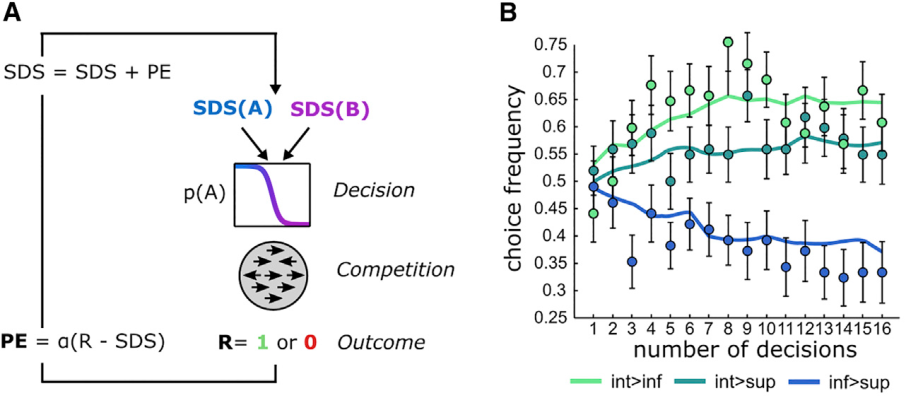 A
SDS = SDS + PE
SDS(A) SDS(B)
p(A)
Decision
Competition
PE = α(R - SDS)
R= 1 or 0 Outcome
B
choice frequency
0.75
0.7
0.65
0.6
0.55
0.5
0.45
0.4
0.35
0.3
0.25
1 2 3 4 5 6 7 8 9 10 11 12 13 14 15 16
number of decisions
int>inf int>sup inf>sup